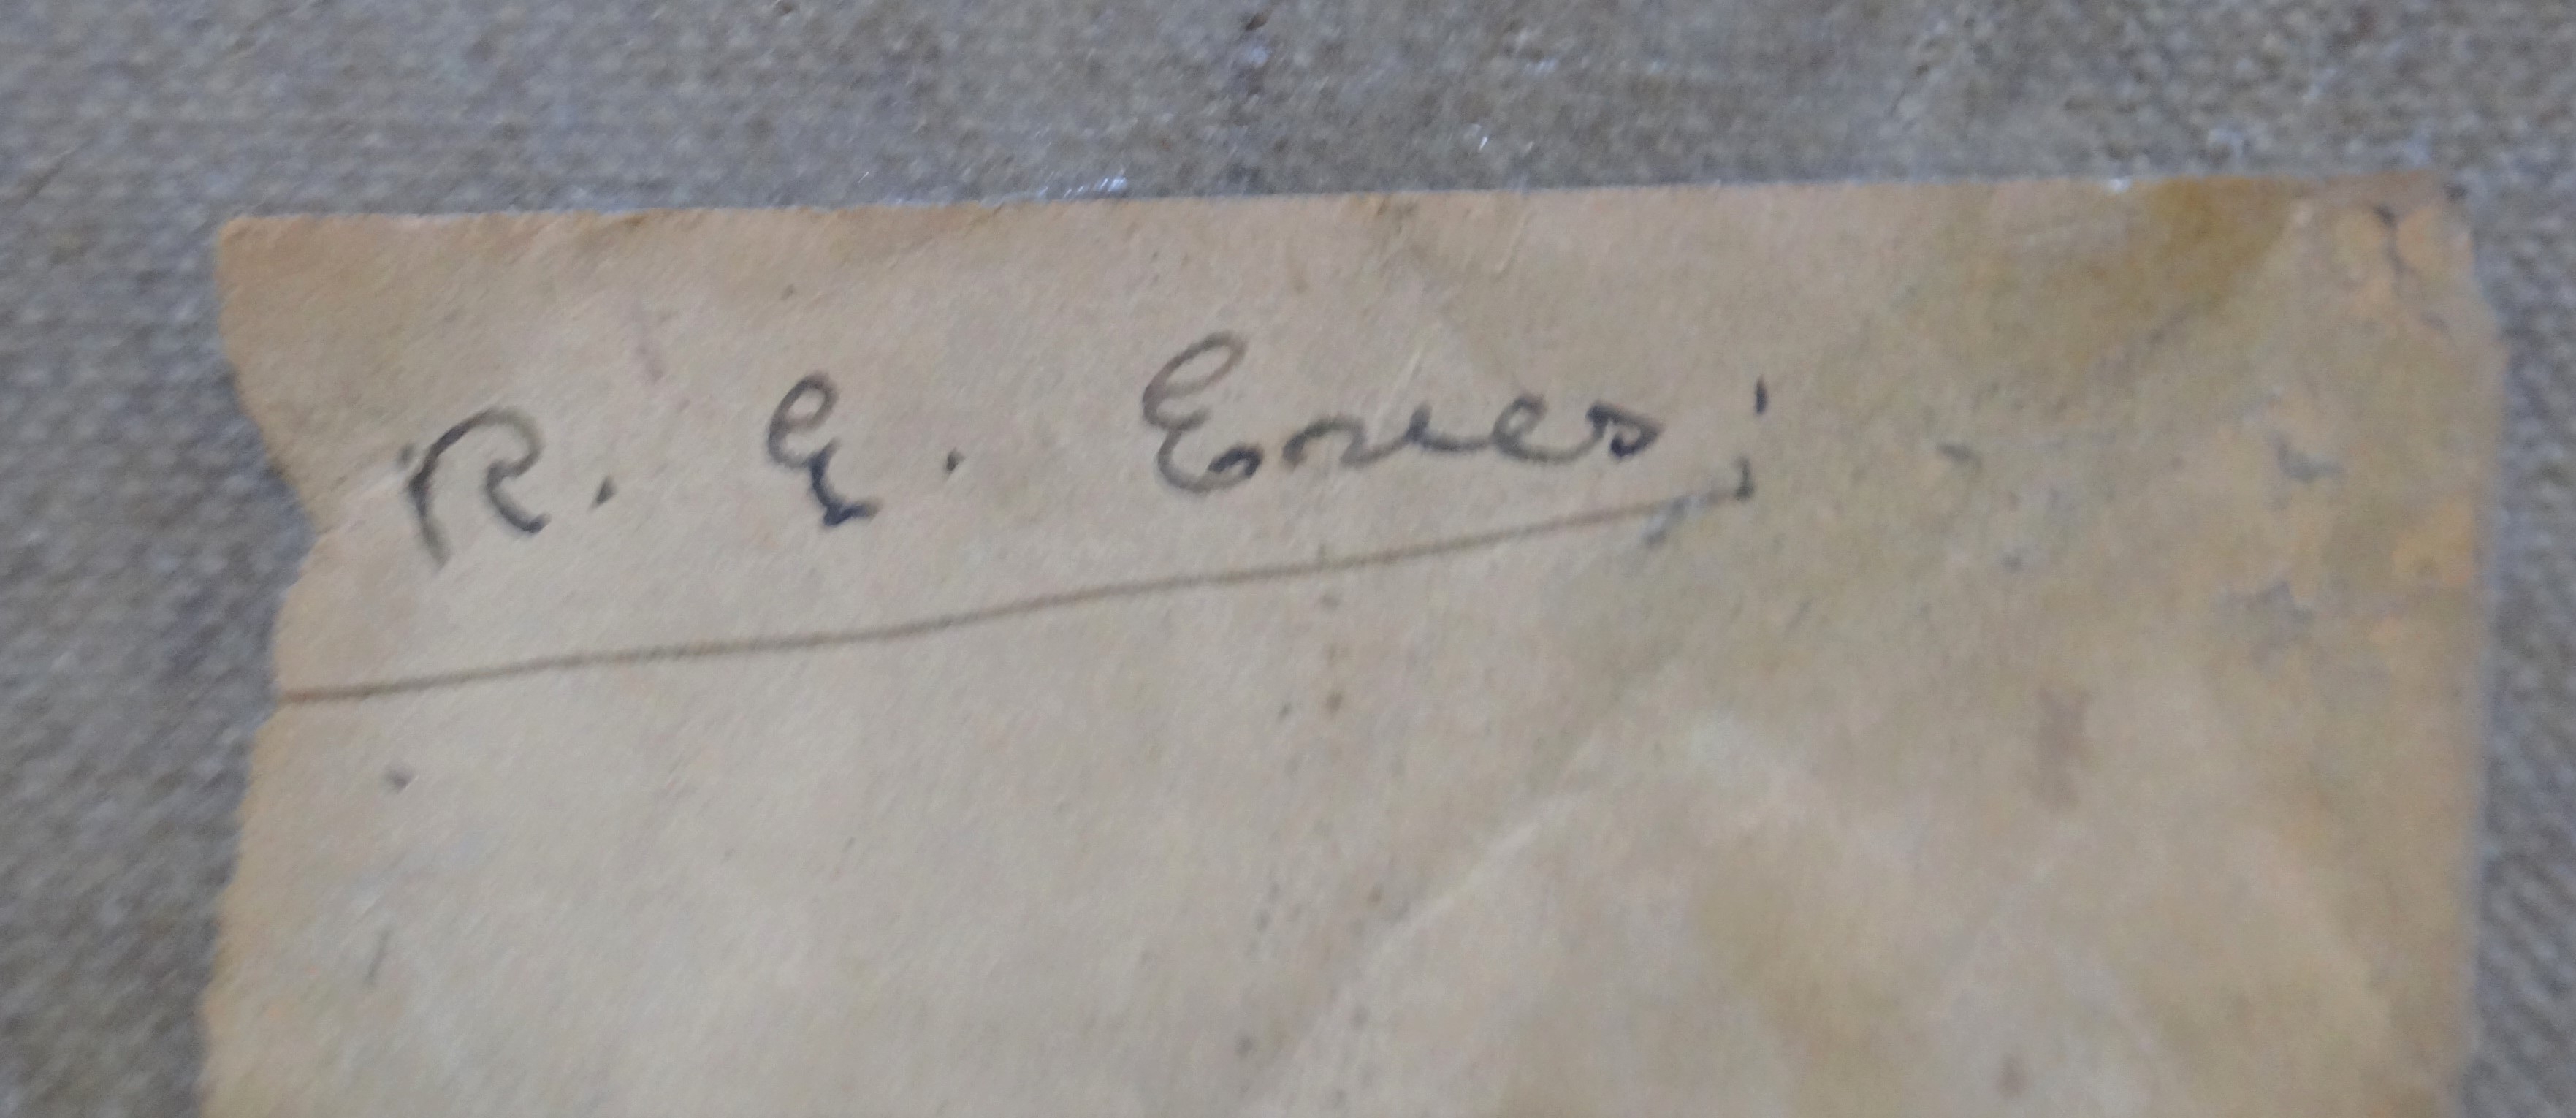 R. G. Eves;